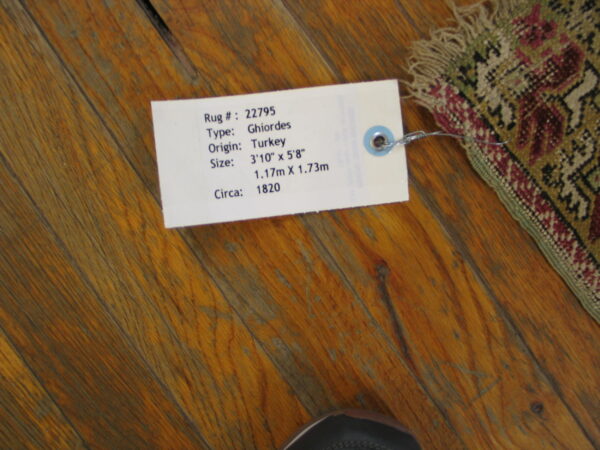 Rug # : 22795
Type: Ghiordes
Origin: Turkey
Size: 3'10" x 5'8"
1.17m X 1.73m
Circa: 1820